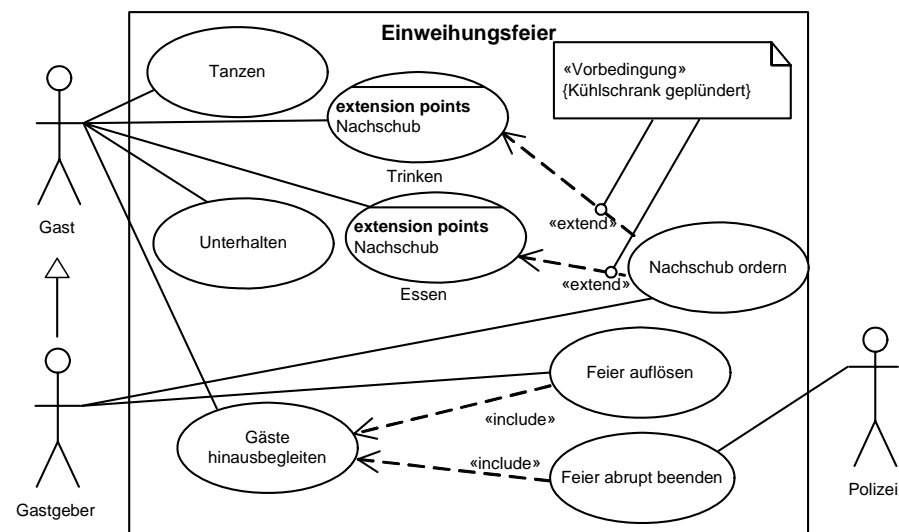 Einweihungsfeier
«Vorbedingung»
{Kühlschrank geplündert}
Tanzen
extension points
Nachschub
Trinken
Gast
Unterhalten
extension points
Nachschub
Essen
«extend»
«extend»
Nachschub ordern
Feier auflösen
«include»
Gäste
hinausbegleiten
«include»
Feier abrupt beenden
Gastgeber
Polizei